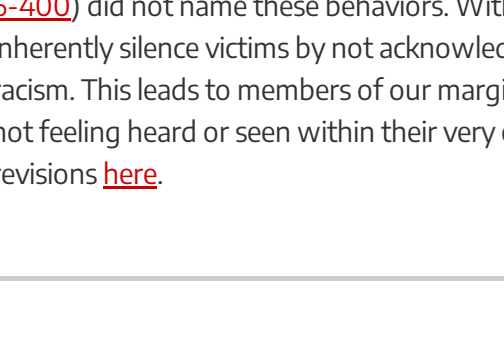 5-400) did not name these behaviors. With
inherently silence victims by not acknowled
racism. This leads to members of our margi
not feeling heard or seen within their very
revisions here.